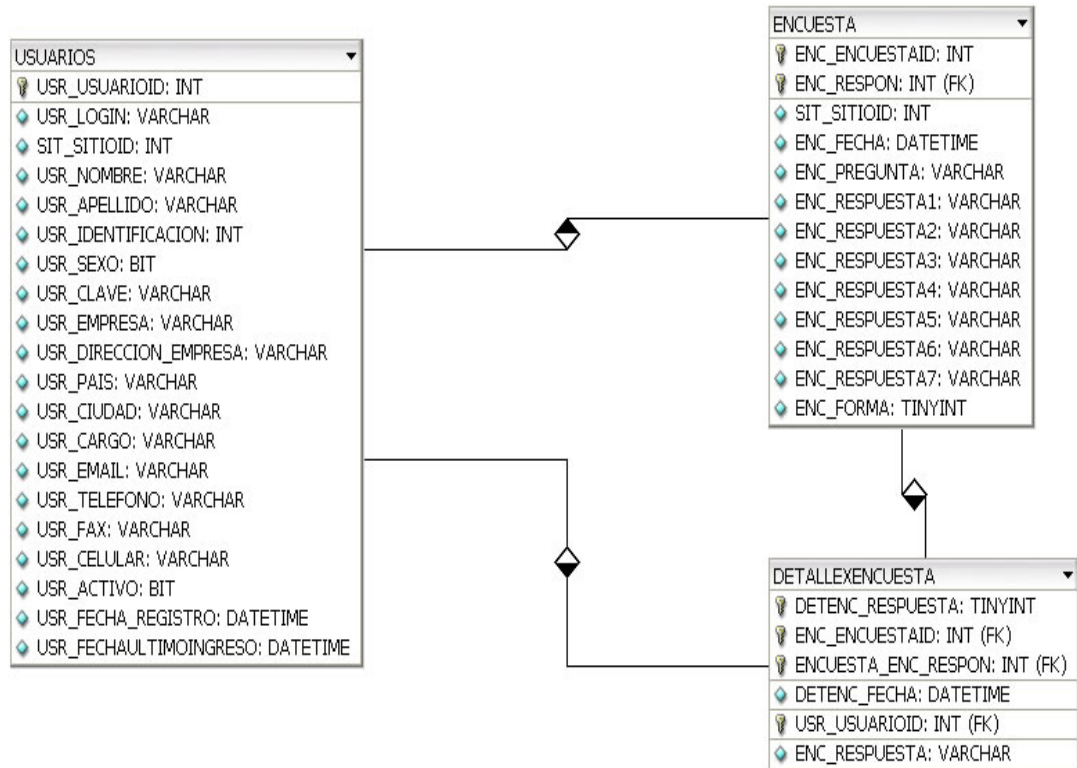 USUARIOS
USR_USUARIOID: INT
USR_LOGIN: VARCHAR
SIT_SITIOID: INT
USR_NOMBRE: VARCHAR
USR_APELLIDO: VARCHAR
USR_IDENTIFICACION: INT
USR_SEXO: BIT
USR_CLAVE: VARCHAR
USR_EMPRESA: VARCHAR
USR_DIRECCION_EMPRESA: VARCHAR
USR_PAIS: VARCHAR
USR_CIUDAD: VARCHAR
USR_CARGO: VARCHAR
USR_EMAIL: VARCHAR
USR_TELEFONO: VARCHAR
USR_FAX: VARCHAR
USR_CELULAR: VARCHAR
USR_ACTIVO: BIT
USR_FECHA_REGISTRO: DATETIME
USR_FECHAULTIMOINGRESO: DATETIME
ENCUESTA
ENC_ENCUESTAID: INT
ENC_RESPON: INT (FK)
SIT_SITIOID: INT
ENC_FECHA: DATETIME
ENC_PREGUNTA: VARCHAR
ENC_RESPUESTA1: VARCHAR
ENC_RESPUESTA2: VARCHAR
ENC_RESPUESTA3: VARCHAR
ENC_RESPUESTA4: VARCHAR
ENC_RESPUESTA5: VARCHAR
ENC_RESPUESTA6: VARCHAR
ENC_RESPUESTA7: VARCHAR
ENC_FORMA: TINYINT
DETALLEXENCUESTA
DETENC_RESPUESTA: TINYINT
ENC_ENCUESTAID: INT (FK)
ENCUESTA_ENC_RESPON: INT (FK)
DETENC_FECHA: DATETIME
USR_USUARIOID: INT (FK)
ENC_RESPUESTA: VARCHAR